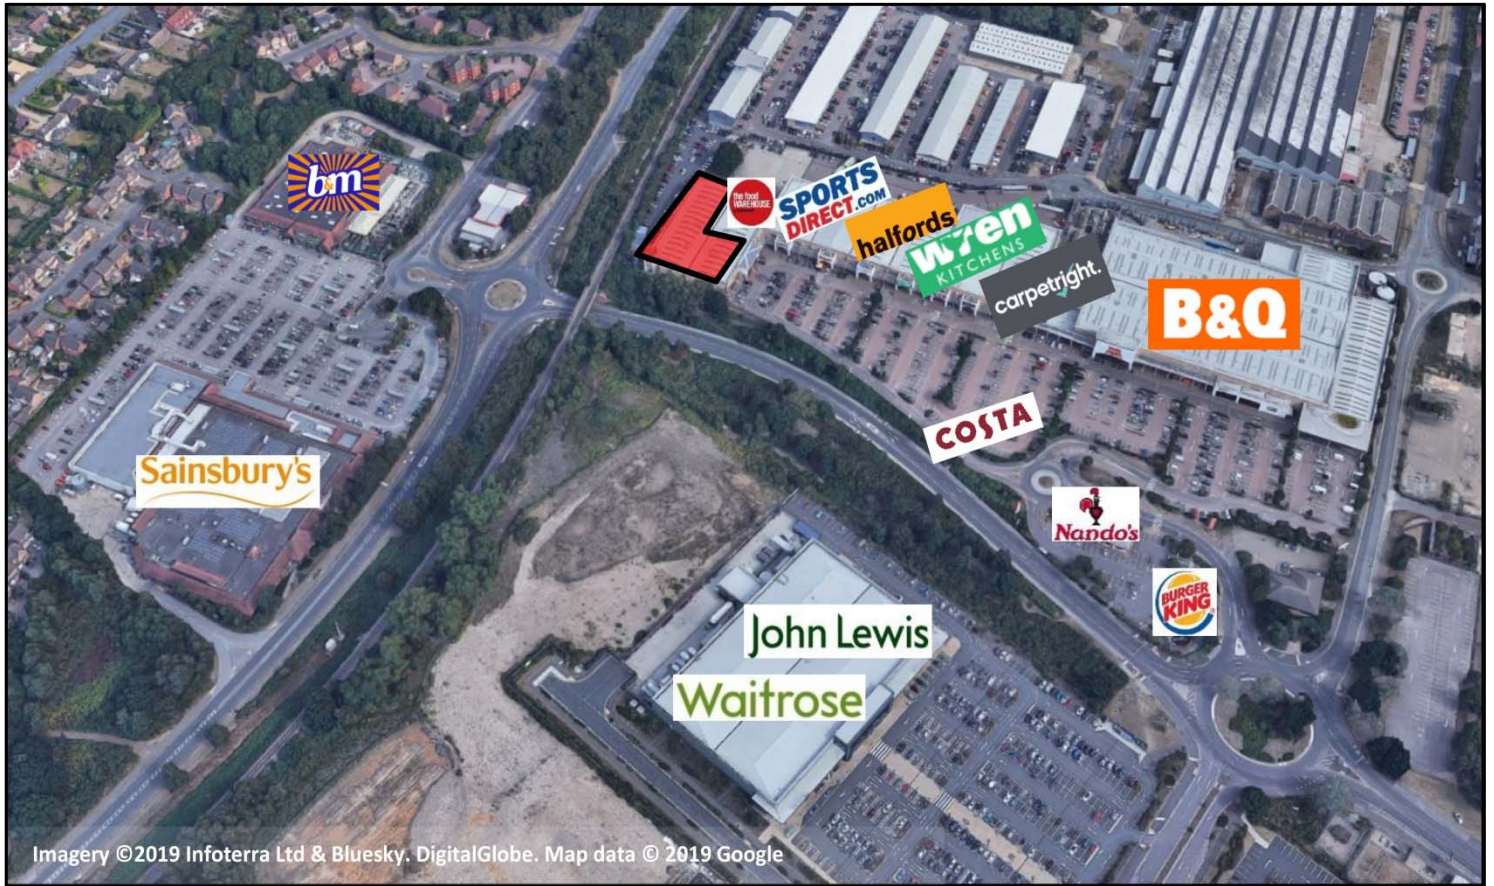 b&m
the food
WAREHOUSE
SPORTS
DIRECT.COM
halfords
wren
KITCHENS
carpetright.
B&Q
COSTA
Sainsbury's
Nando's
BURGER
KING
John Lewis
Waitrose
Imagery ©2019 Infoterra Ltd & Bluesky. DigitalGlobe. Map data © 2019 Google